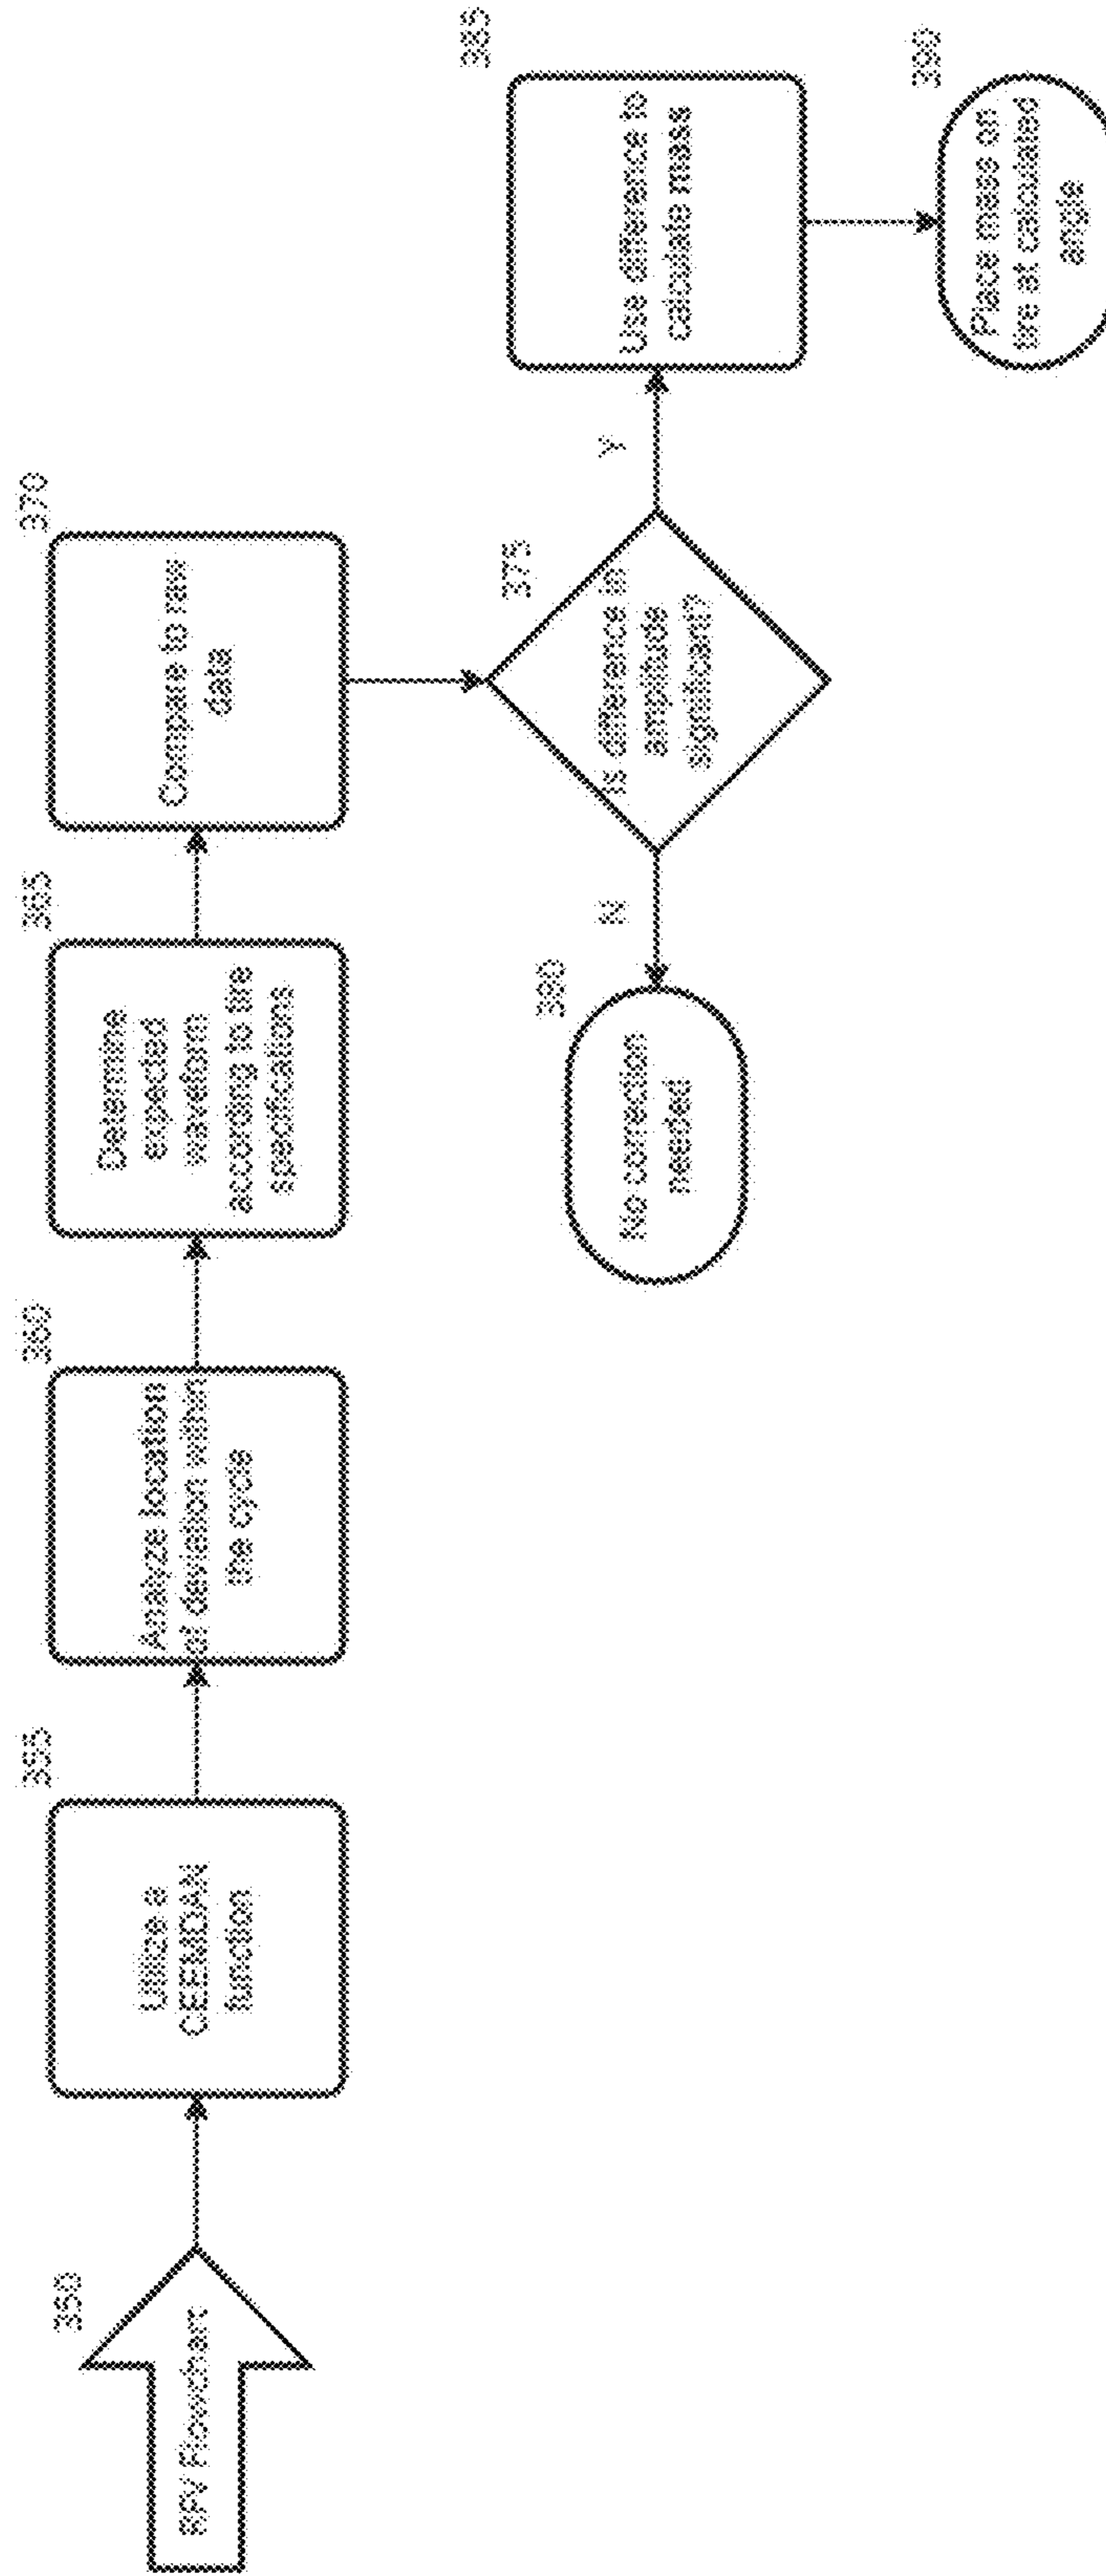 350
RFV Flowchart
355
Utilize a
CEEMDAN
function
360
Analyze location
of deviation within
the cycle
365
Determine
expected
waveform
according to tire
specifications
370
Compare to raw
data
375
Is difference in
amplitude
significant?
N
Y
380
No correction
needed
385
Use difference to
calculate mass
390
Place mass on
tire at calculated
angle